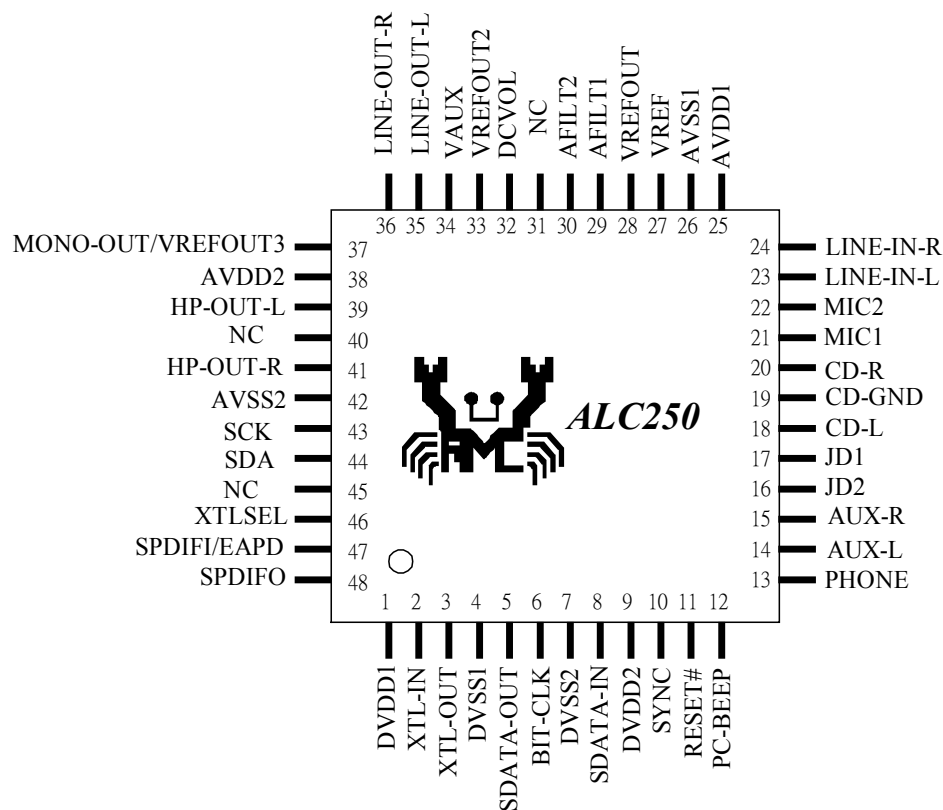 LINE-OUT-R
LINE-OUT-L
VAUX
VREFOUT2
DCVOL
NC
AFILT2
AFILT1
VREFOUT
VREF
AVSS1
AVDD1
36 35 34 33 32 31 30 29 28 27 26 25
MONO-OUT/VREFOUT3 37
AVDD2 38
HP-OUT-L 39
NC 40
HP-OUT-R 41
AVSS2 42
SCK 43
SDA 44
NC 45
XTLSEL 46
SPDIFI/EAPD 47
SPDIFO 48
ALC250
24 LINE-IN-R
23 LINE-IN-L
22 MIC2
21 MIC1
20 CD-R
19 CD-GND
18 CD-L
17 JD1
16 JD2
15 AUX-R
14 AUX-L
13 PHONE
1 2 3 4 5 6 7 8 9 10 11 12
DVDD1
XTL-IN
XTL-OUT
DVSS1
SDATA-OUT
BIT-CLK
DVSS2
SDATA-IN
DVDD2
SYNC
RESET#
PC-BEEP